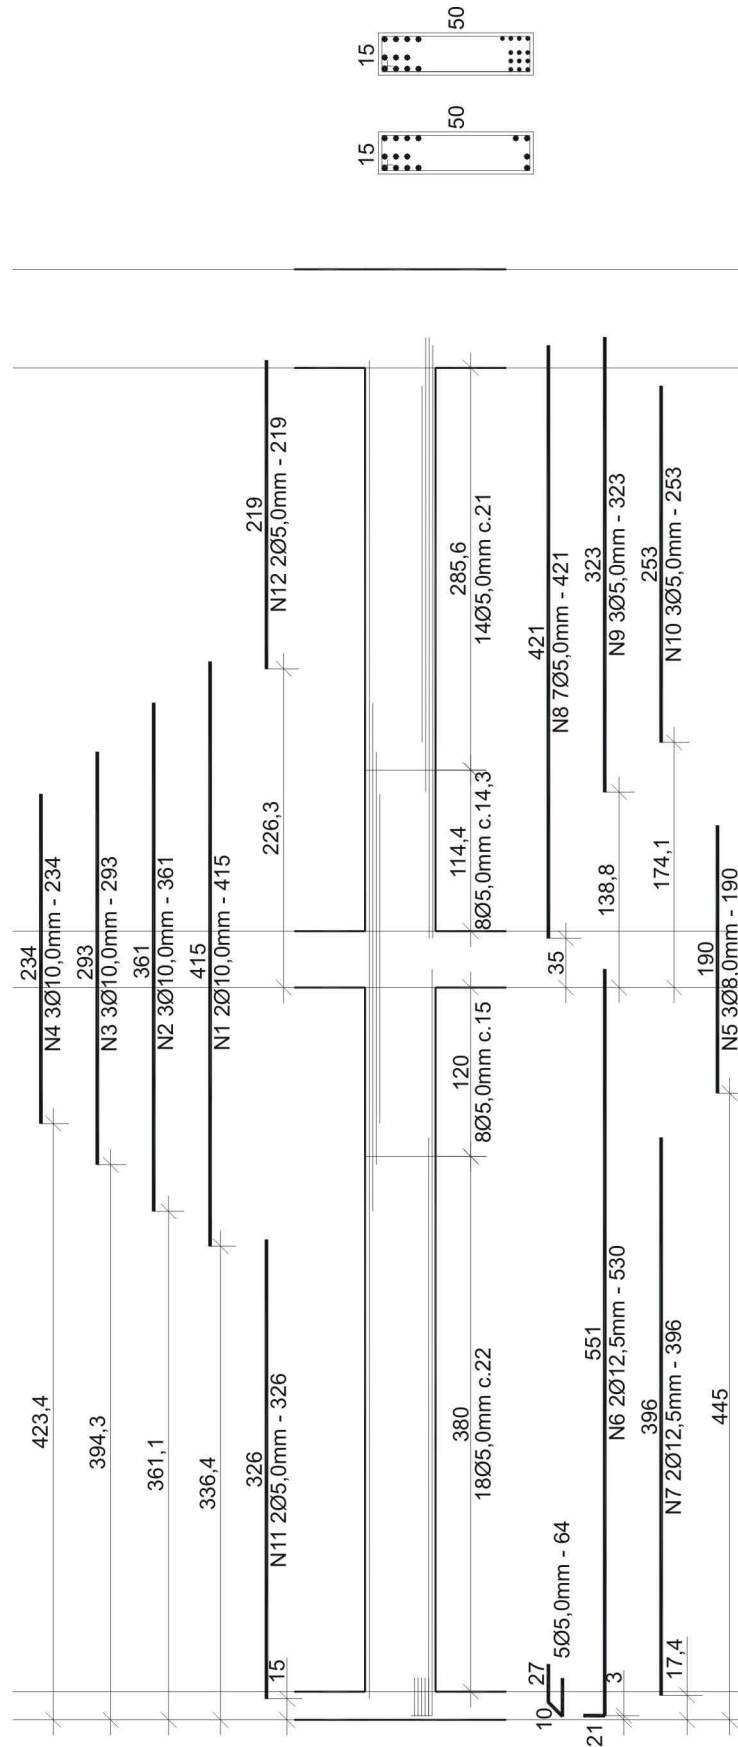 15
50
15
50
234
N4 3Ø10,0mm - 234
423,4
293
N3 3Ø10,0mm - 293
394,3
361
N2 3Ø10,0mm - 361
361,1
415
N1 2Ø10,0mm - 415
336,4
326
N11 2Ø5,0mm - 326
15
226,3
219
N12 2Ø5,0mm - 219
380
18Ø5,0mm c.22
120
8Ø5,0mm c.15
114,4
8Ø5,0mm c.14,3
285,6
14Ø5,0mm c.21
10
27
5Ø5,0mm - 64
35
421
N8 7Ø5,0mm - 421
21
3
551
N6 2Ø12,5mm - 530
138,8
323
N9 3Ø5,0mm - 323
17,4
396
N7 2Ø12,5mm - 396
174,1
253
N10 3Ø5,0mm - 253
445
190
N5 3Ø8.0mm - 190